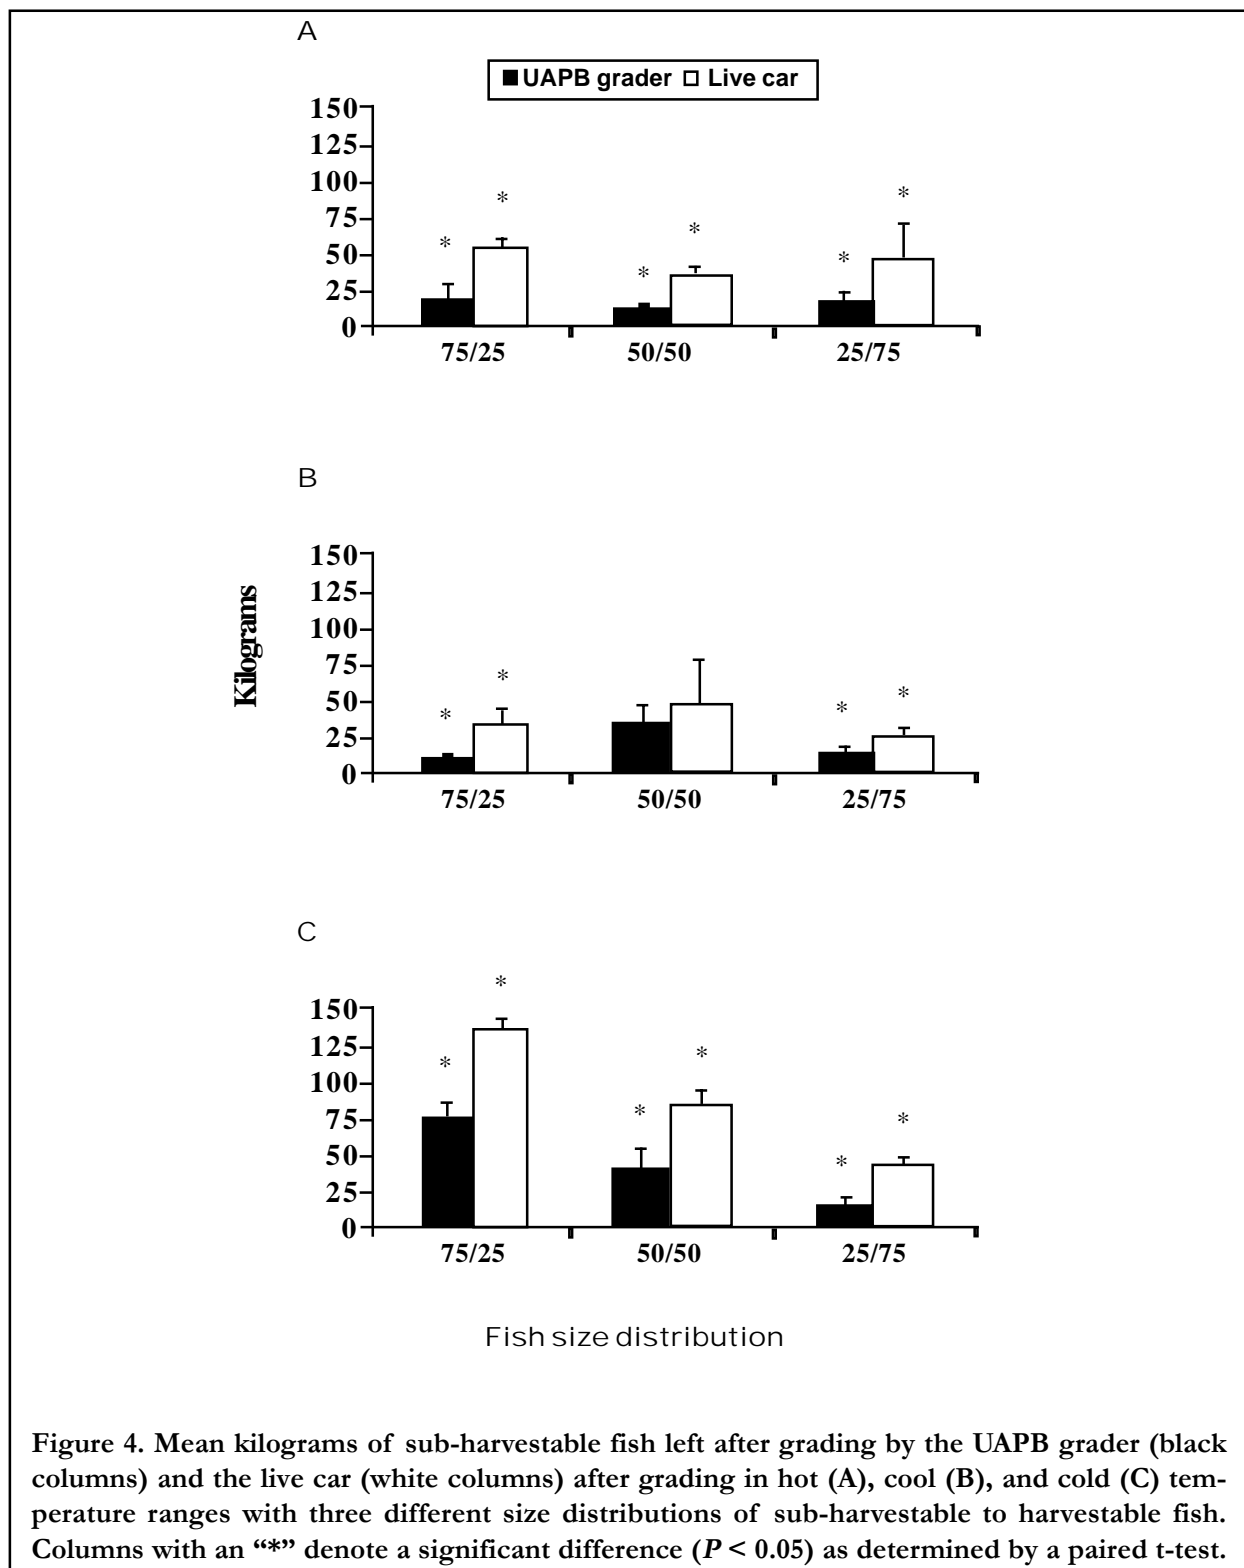 A
UAPB grader Live car
150
125
100
75
50
25
0
* * * * * *
75/25 50/50 25/75
B
Kilograms
150
125
100
75
50
25
0
* * * *
75/25 50/50 25/75
C
150
125
100
75
50
25
0
* * * * * *
75/25 50/50 25/75
Fish size distribution
Figure 4. Mean kilograms of sub-harvestable fish left after grading by the UAPB grader (black
columns) and the live car (white columns) after grading in hot (A), cool (B), and cold (C) tem-
perature ranges with three different size distributions of sub-harvestable to harvestable fish.
Columns with an “*” denote a significant difference (P < 0.05) as determined by a paired t-test.